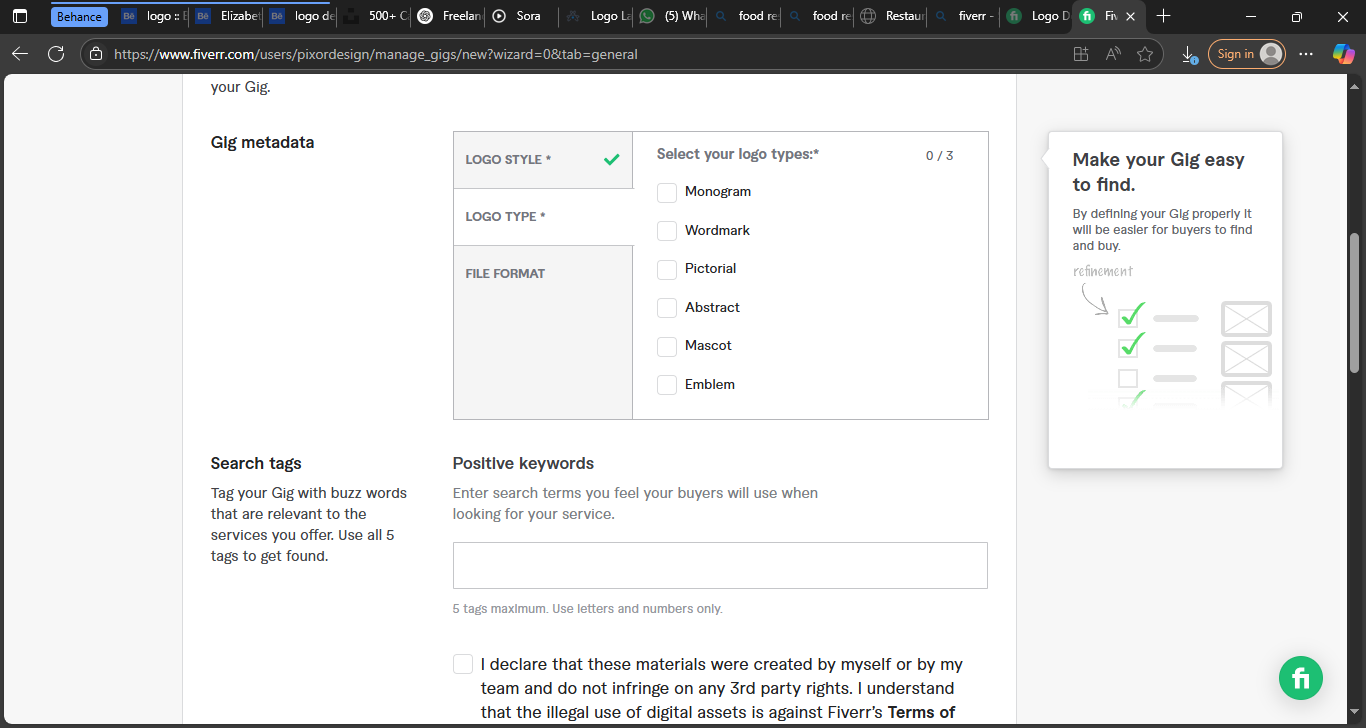 Behance
logo :: B
Elizabet
logo de
500+ C
Freelan
Sora
Logo La
(5) Wha
food re
food re
Restaur
fiverr -
Logo D
Fiv
https://www.fiverr.com/users/pixordesign/manage_gigs/new?wizard=0&tab=general
Sign in
your Gig.
Gig metadata
LOGO STYLE *
LOGO TYPE *
FILE FORMAT
Select your logo types:*
0 / 3
Monogram
Wordmark
Pictorial
Abstract
Mascot
Emblem
Make your Gig easy
to find.
By defining your Gig properly it
will be easier for buyers to find
and buy.
refinement
Search tags
Tag your Gig with buzz words
that are relevant to the
services you offer. Use all 5
tags to get found.
Positive keywords
Enter search terms you feel your buyers will use when
looking for your service.
5 tags maximum. Use letters and numbers only.
I declare that these materials were created by myself or by my
team and do not infringe on any 3rd party rights. I understand
that the illegal use of digital assets is against Fiverr's Terms of
fi